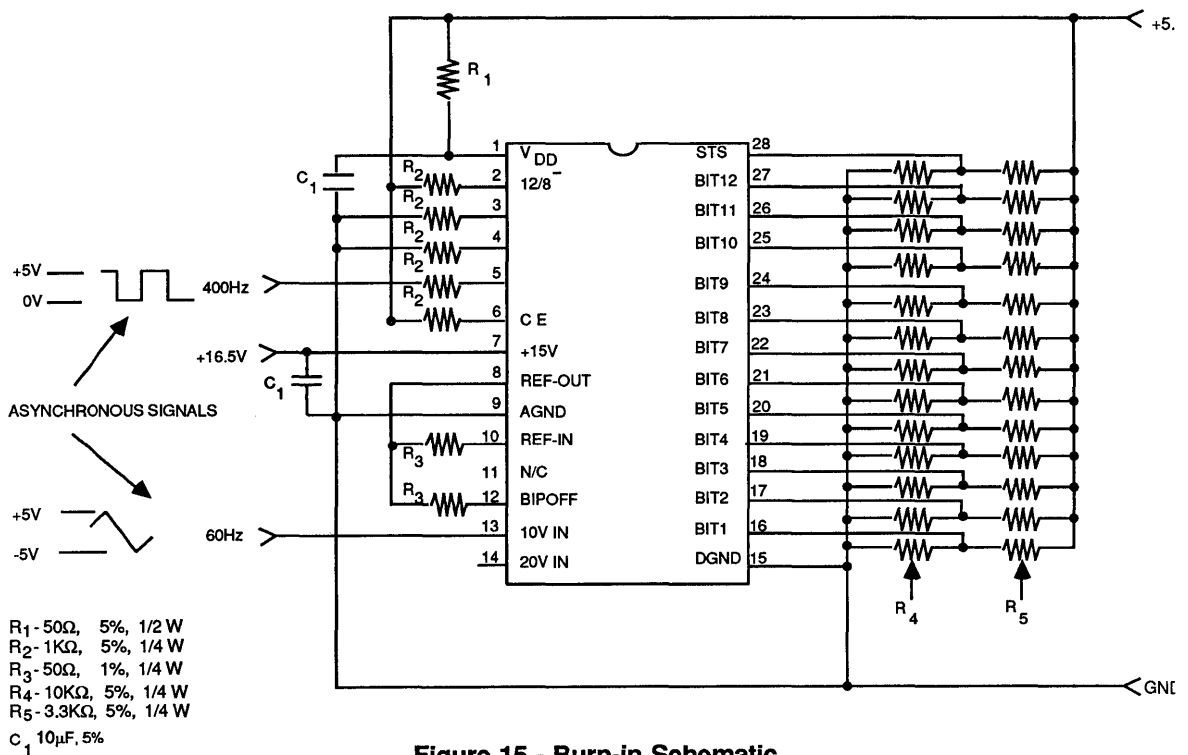 +5.
R1
1 VDD
STS 28
C1
R2
2 12/8
BIT12 27
R2
3
BIT11 26
R2
4
BIT10 25
+5V
0V
400Hz
R2
5
BIT9 24
R2
6 CE
BIT8 23
+16.5V
7 +15V
BIT7 22
C1
8 REF-OUT
BIT6 21
ASYNCHRONOUS SIGNALS
9 AGND
BIT5 20
R3
10 REF-IN
BIT4 19
11 N/C
BIT3 18
R3
12 BIPOFF
BIT2 17
+5V
-5V
60Hz
13 10V IN
BIT1 16
14 20V IN
DGND 15
R4
R5
R1 - 50Ω, 5%, 1/2 W
R2 - 1KΩ, 5%, 1/4 W
R3 - 50Ω, 1%, 1/4 W
R4 - 10KΩ, 5%, 1/4 W
R5 - 3.3KΩ, 5%, 1/4 W
C1 10µF, 5%
GND
Figure 15 - Burn-in Schematic